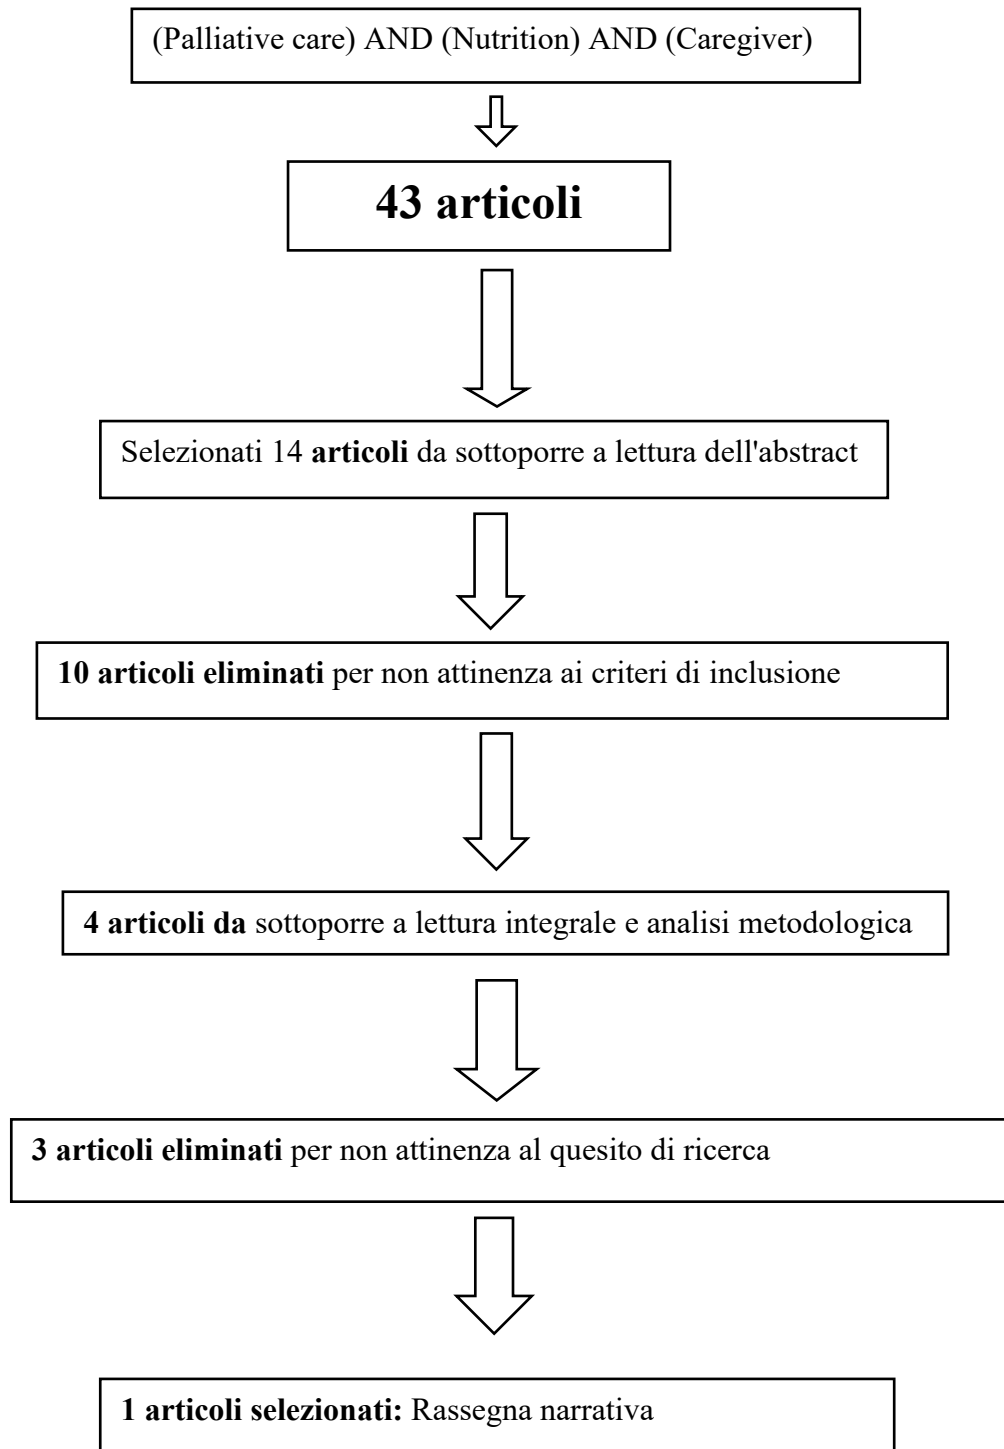 (Palliative care) AND (Nutrition) AND (Caregiver)
43 articoli
Selezionati 14 articoli da sottoporre a lettura dell'abstract
10 articoli eliminati per non attinenza ai criteri di inclusione
4 articoli da sottoporre a lettura integrale e analisi metodologica
3 articoli eliminati per non attinenza al quesito di ricerca
1 articoli selezionati: Rassegna narrativa